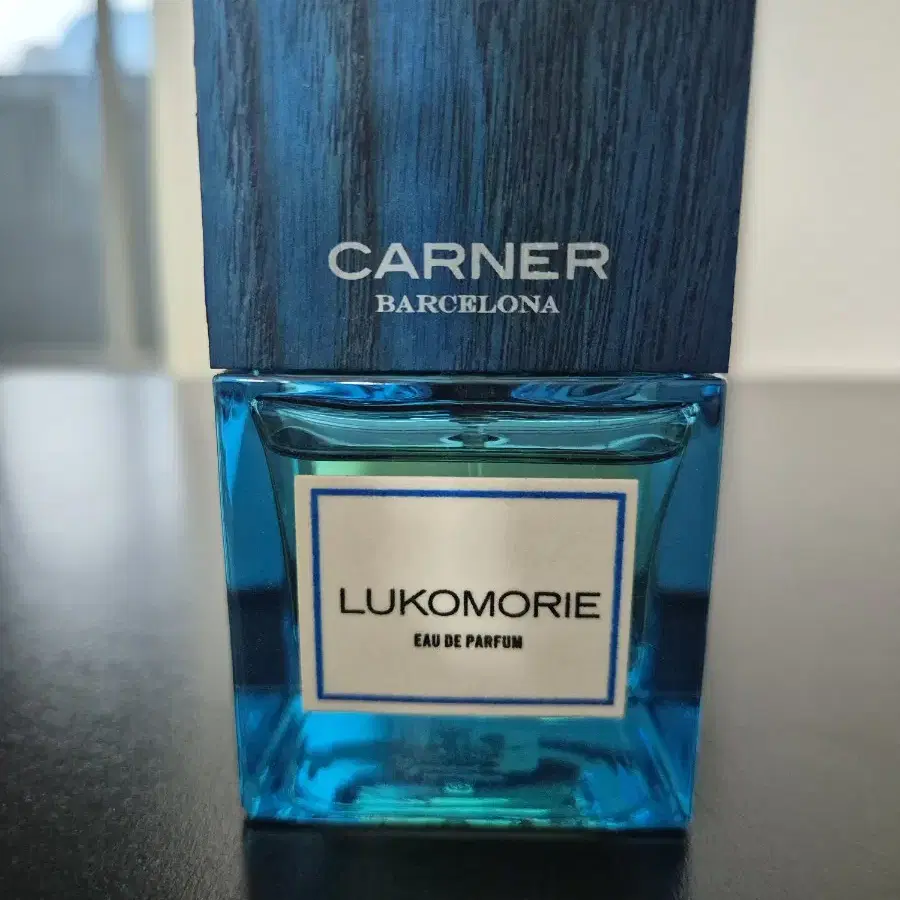 CARNER
BARCELONA
LUKOMORIE
EAU DE PARFUM